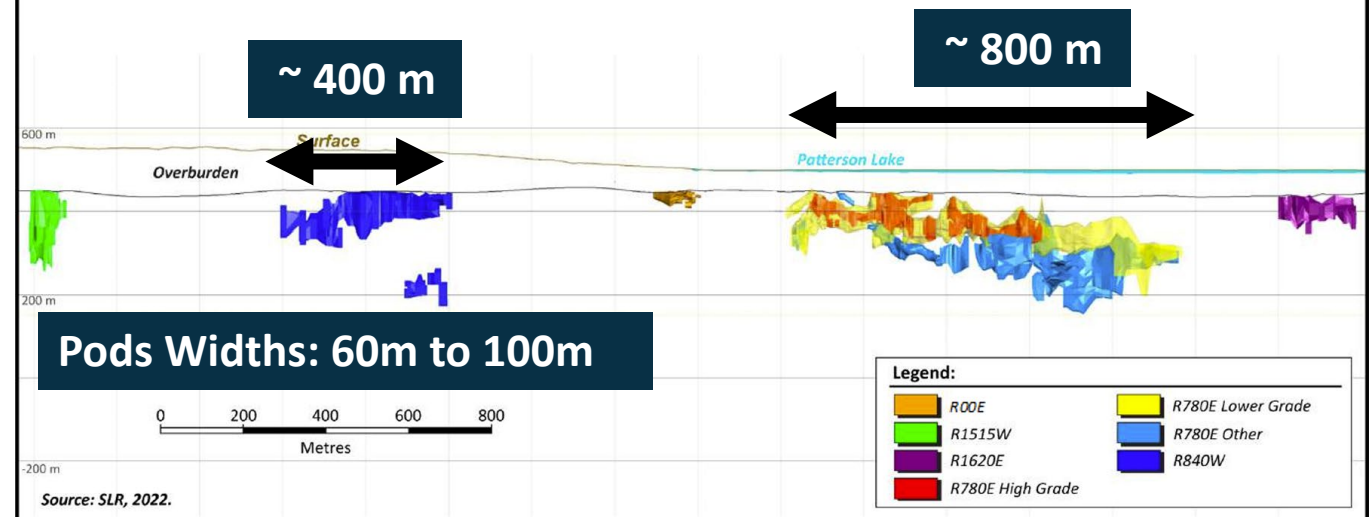 ~ 400 m
~ 800 m
600 m
Surface
Overburden
Patterson Lake
200 m
Pods Widths: 60m to 100m
0 200 400 600 800
Metres
-200 m
Source: SLR, 2022.
Legend:
R00E
R1515W
R1620E
R780E High Grade
R780E Lower Grade
R780E Other
R840W